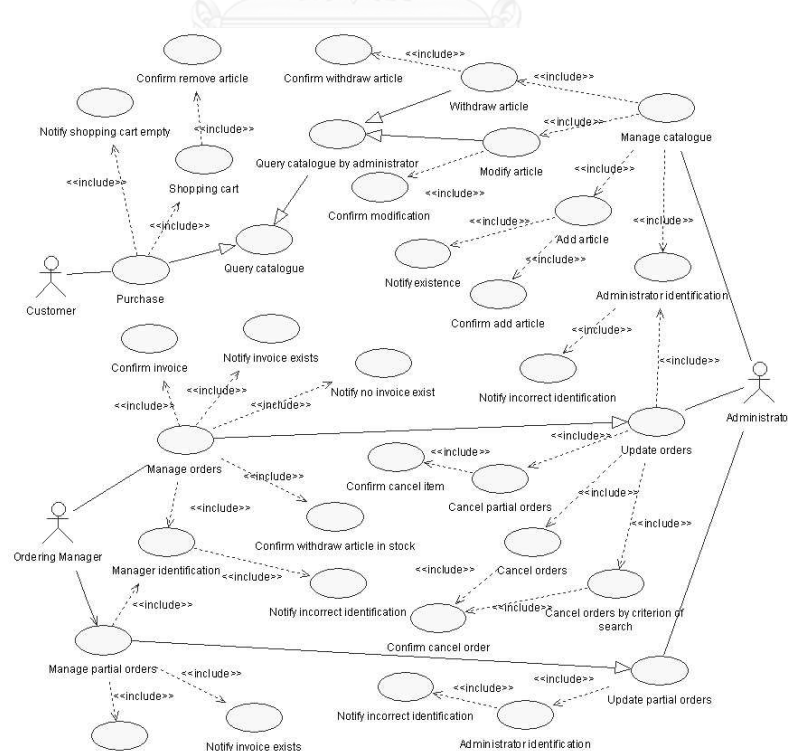 <<include>>
Confirm remove article
Confirm withdraw article
<<include>>
Withdraw article
Notify shopping cart empty
<<include>>
<<include>>
Manage catalogue
Query catalogue by administrator
Modify article
<<include>>
Shopping cart
<<include>>
Confirm modification
<<include>>
<<include>>
<<include>>
<<include>>
Add article
Query catalogue
<<include>>
Notify existence
Customer
Purchase
Administrator identification
Confirm add article
<<include>>
Confirm invoice
Notify invoice exists
<<include>>
Notify no invoice exist
Notify incorrect identification
<<include>>
<<include>>
<<include>>
<<include>>
Administrator
<<include>>
Manage orders
<<include>>
Update orders
<<include>>
Confirm cancel item
Cancel partial orders
<<include>>
<<include>>
<<include>>
Confirm withdraw article in stock
Ordering Manager
Manager identification
<<include>>
<<include>>
Cancel orders
<<include>>
Notify incorrect identification
<<include>>
Cancel orders by criterion of
search
Confirm cancel order
Manage partial orders
<<include>>
<<include>>
<<include>>
<<include>>
Update partial orders
Notify incorrect identification
Notify invoice exists
Administrator identification